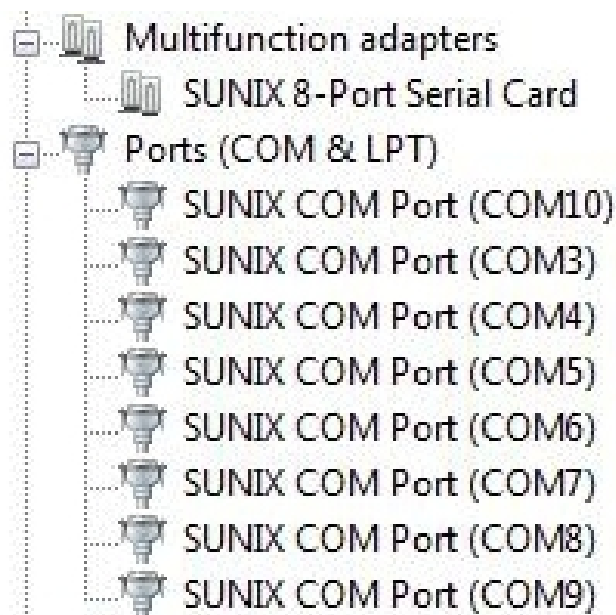 Multifunction adapters
SUNIX 8-Port Serial Card
Ports (COM & LPT)
SUNIX COM Port (COM10)
SUNIX COM Port (COM3)
SUNIX COM Port (COM4)
SUNIX COM Port (COM5)
SUNIX COM Port (COM6)
SUNIX COM Port (COM7)
SUNIX COM Port (COM8)
SUNIX COM Port (COM9)